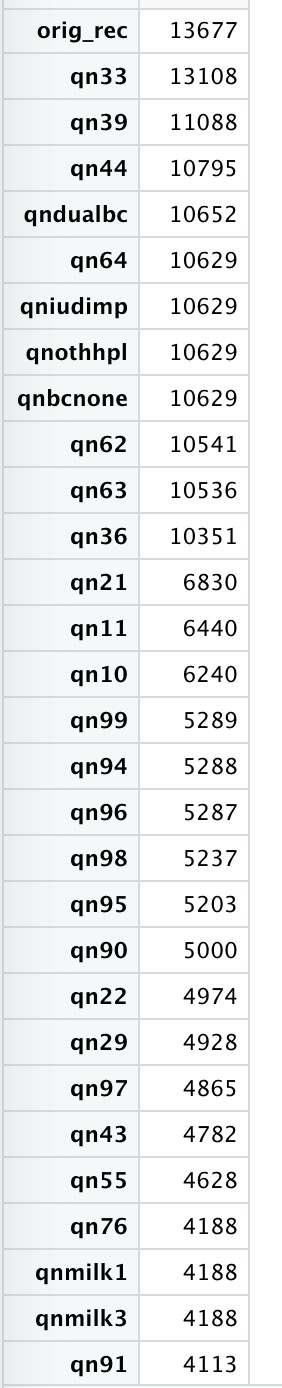 orig_rec 13677
qn33 13108
qn39 11088
qn44 10795
qndualbc 10652
qn64 10629
qniudimp 10629
qnothhpl 10629
qnbcnone 10629
qn62 10541
qn63 10536
qn36 10351
qn21 6830
qn11 6440
qn10 6240
qn99 5289
qn94 5288
qn96 5287
qn98 5237
qn95 5203
qn90 5000
qn22 4974
qn29 4928
qn97 4865
qn43 4782
qn55 4628
qn76 4188
qnmilk1 4188
qnmilk3 4188
qn91 4113